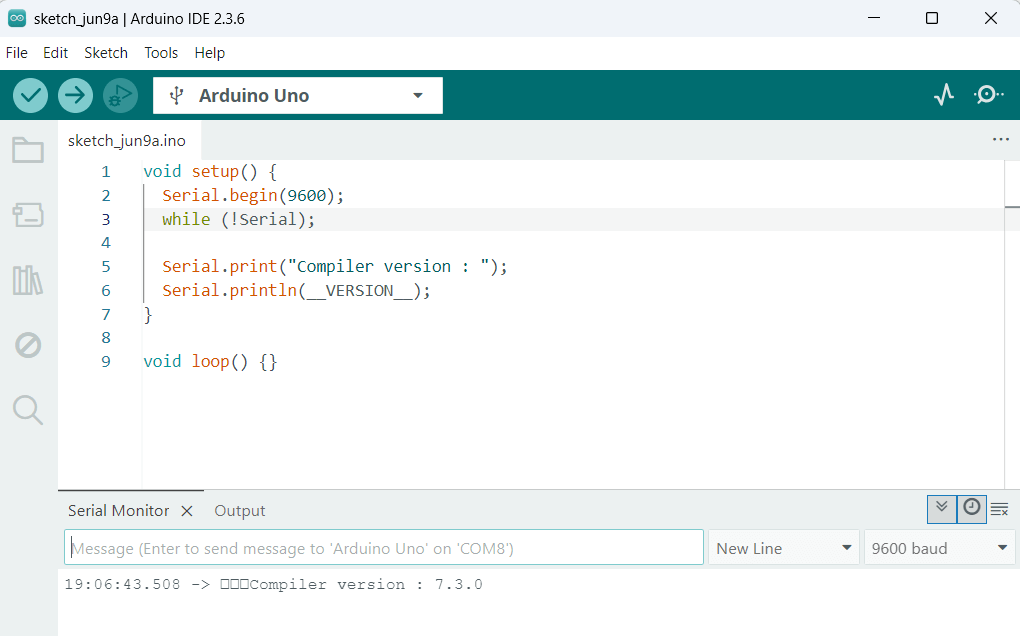 sketch_jun9a | Arduino IDE 2.3.6
File Edit Sketch Tools Help
Arduino Uno
sketch_jun9a.ino
1 void setup() {
2 Serial.begin(9600);
3 while (!Serial);
4
5 Serial.print("Compiler version : ");
6 Serial.println(__VERSION__);
7 }
8
9 void loop() {}
Serial Monitor Output
Message (Enter to send message to 'Arduino Uno' on 'COM8') New Line 9600 baud
19:06:43.508 -> □□□Compiler version : 7.3.0